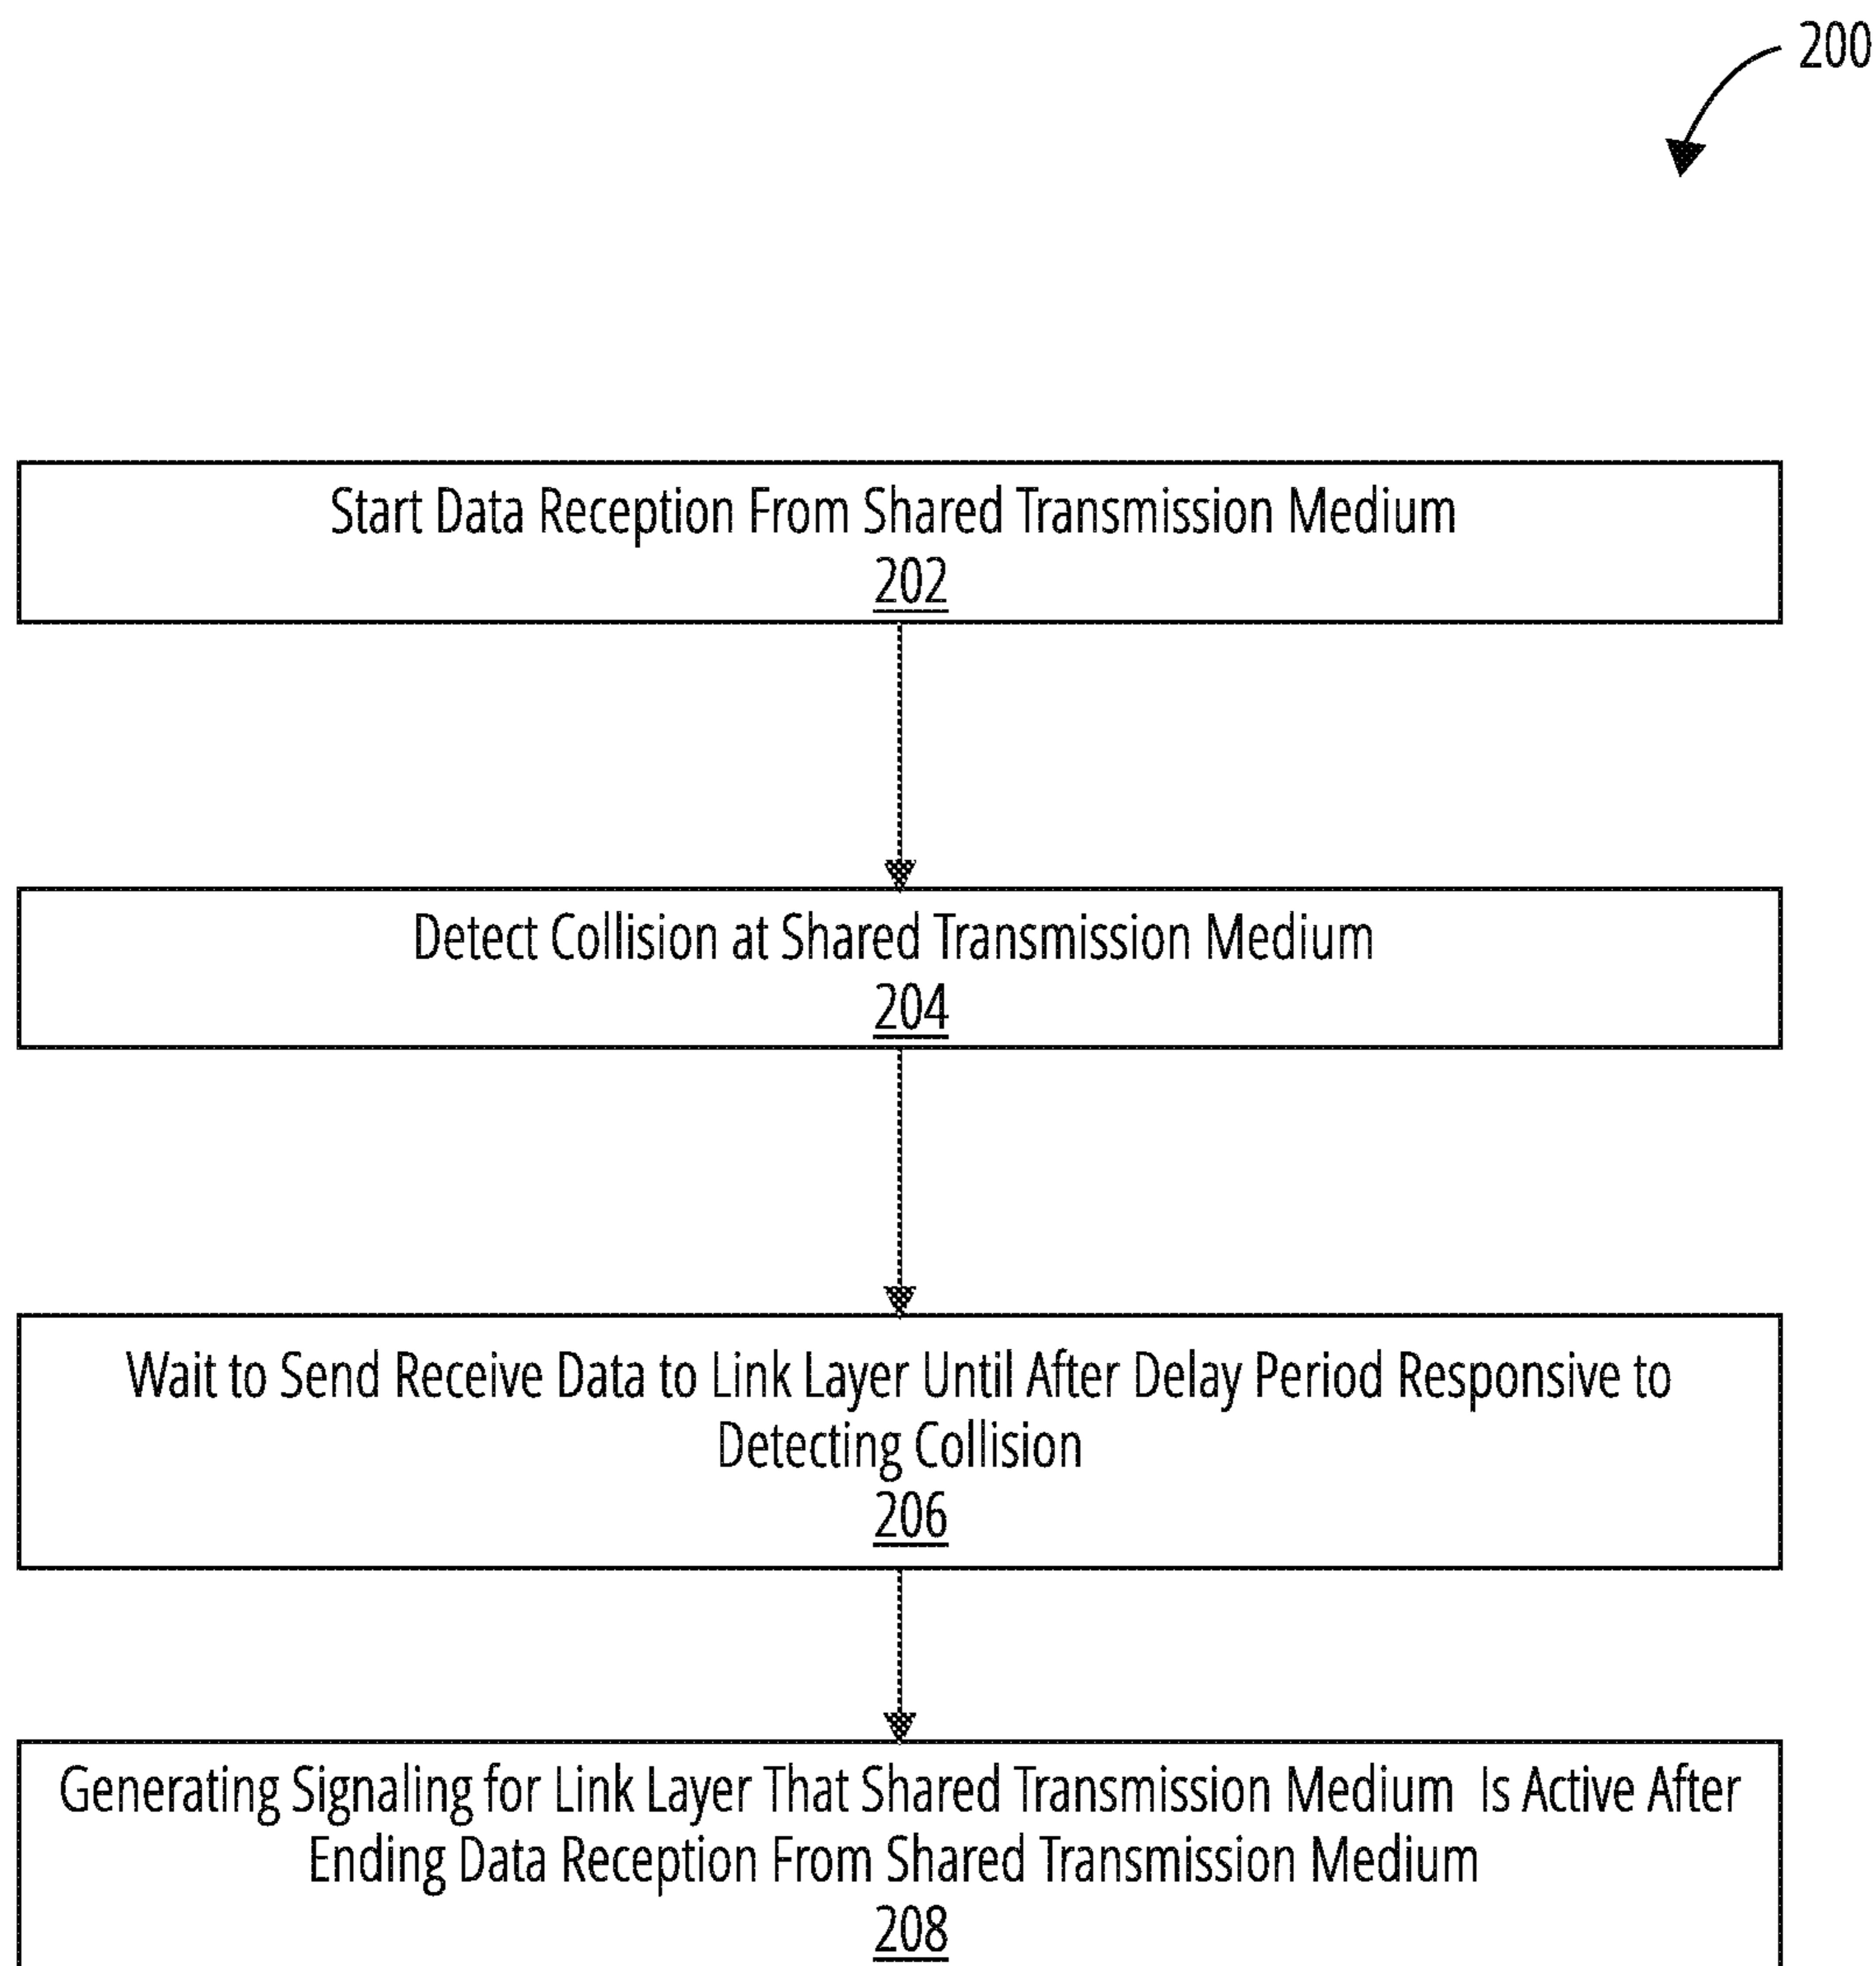 200
Start Data Reception From Shared Transmission Medium
202
Detect Collision at Shared Transmission Medium
204
Wait to Send Receive Data to Link Layer Until After Delay Period Responsive to
Detecting Collision
206
Generating Signaling for Link Layer That Shared Transmission Medium Is Active After
Ending Data Reception From Shared Transmission Medium
208